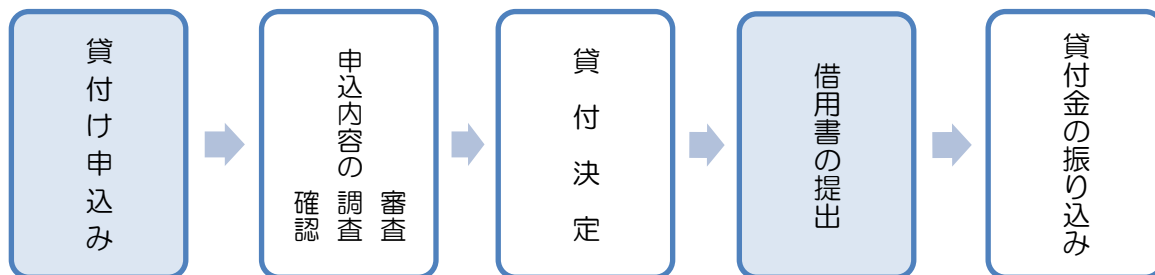 貸付け申込み
申込内容の
審査
調査
確認
貸付決定
借用書の提出
貸付金の振り込み